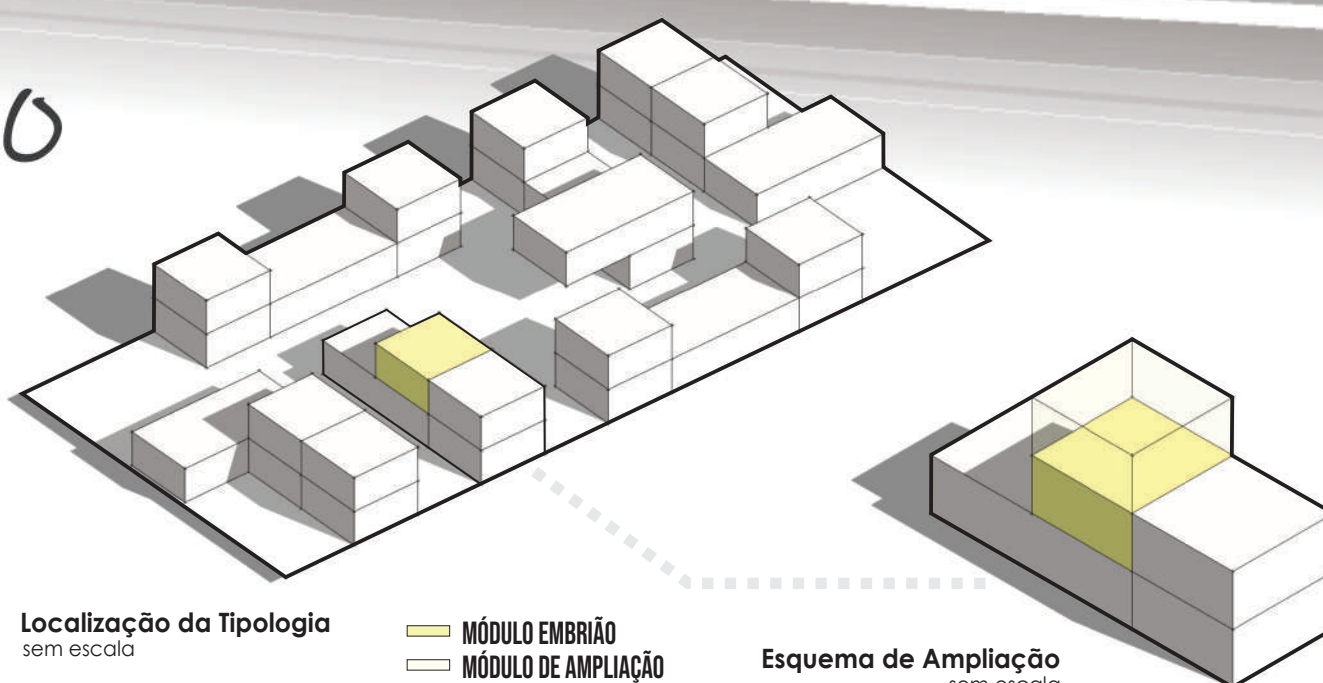 O
Localização da Tipologia
sem escala
MÓDULO EMBRIÃO
MÓDULO DE AMPLIAÇÃO
Esquema de Ampliação
sem escala